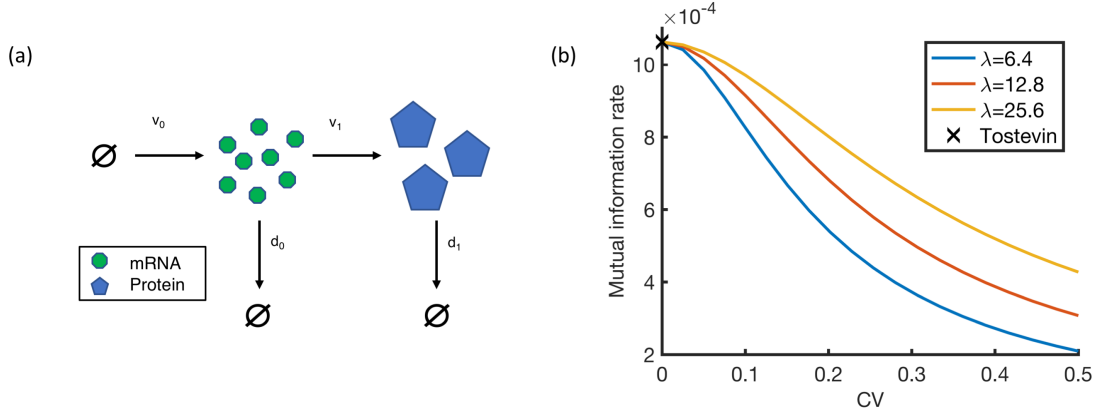 (a)
v0
v1
d0
d1
mRNA
Protein
(b)
×10-4
10
8
6
4
2
0
0.1
0.2
0.3
0.4
0.5
Mutual information rate
CV
λ=6.4
λ=12.8
λ=25.6
Tostevin